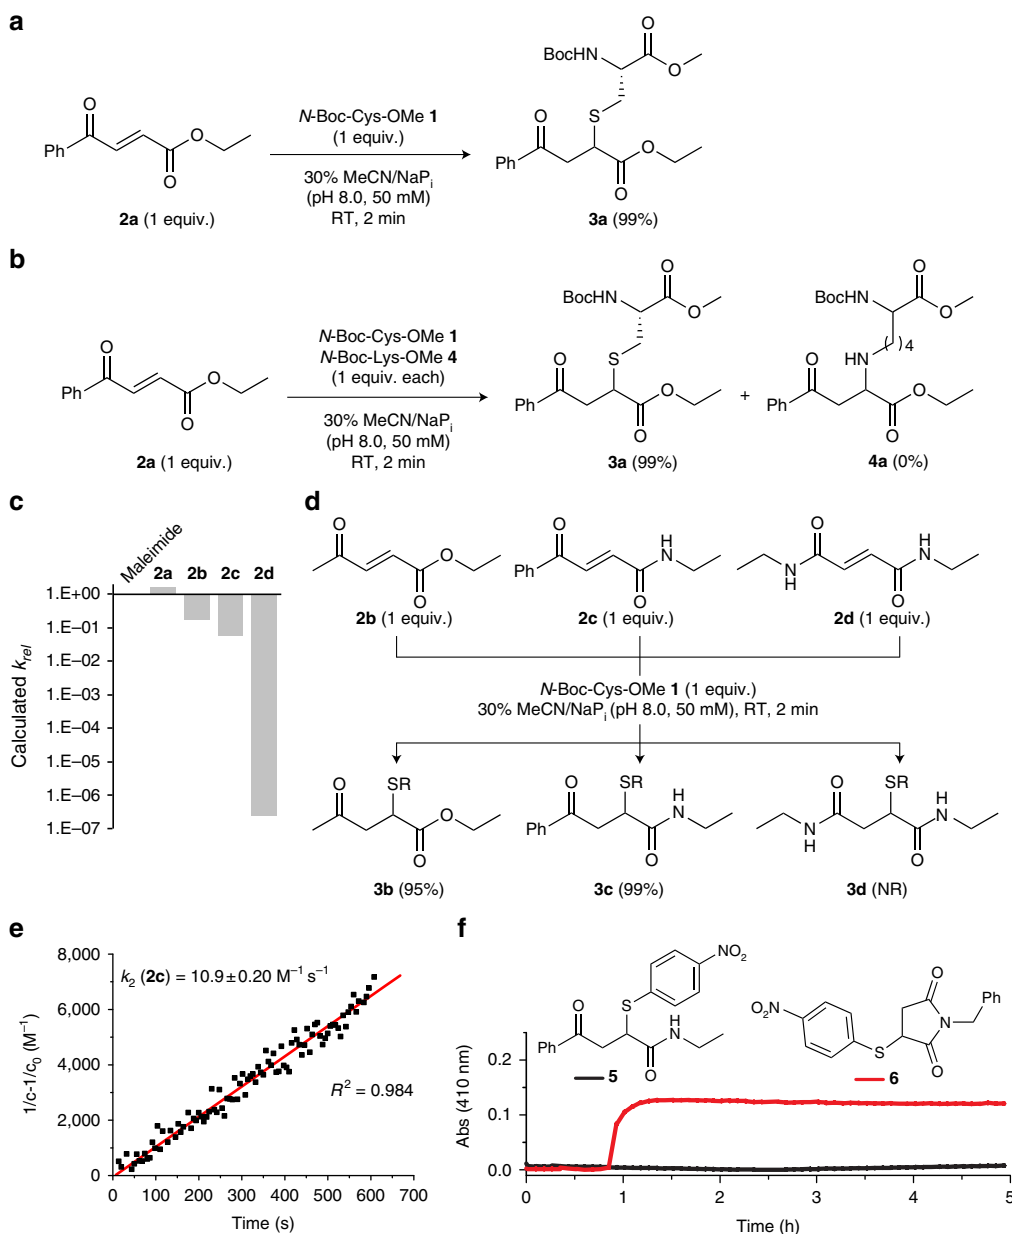 a
N-Boc-Cys-OMe 1
(1 equiv.)
30% MeCN/NaPi
(pH 8.0, 50 mM)
RT, 2 min
O
Ph
O
O
2a (1 equiv.)
BocHN
O
O
S
O
Ph
O
O
3a (99%)
b
N-Boc-Cys-OMe 1
N-Boc-Lys-OMe 4
(1 equiv. each)
30% MeCN/NaPi
(pH 8.0, 50 mM)
RT, 2 min
O
Ph
O
O
2a (1 equiv.)
BocHN
O
O
S
O
Ph
O
O
3a (99%)
+
BocHN
O
O
4
HN
O
Ph
O
O
4a (0%)
c
Maleimide
2a 2b 2c 2d
1.E+00
1.E–01
1.E–02
1.E–03
1.E–04
1.E–05
1.E–06
1.E–07
Calculated krel
d
O
O
O
2b (1 equiv.)
O
Ph
H
N
O
2c (1 equiv.)
O
N
H
H
N
O
2d (1 equiv.)
N-Boc-Cys-OMe 1 (1 equiv.)
30% MeCN/NaPi (pH 8.0, 50 mM), RT, 2 min
O
SR
O
O
3b (95%)
O
SR
Ph
H
N
O
3c (99%)
O
SR
N
H
H
N
O
3d (NR)
e
8,000
6,000
4,000
2,000
0
1/c-1/c0 (M−1)
k2 (2c) = 10.9±0.20 M−1 s−1
R2 = 0.984
0 100 200 300 400 500 600 700
Time (s)
f
NO2
S
O
Ph
H
N
O
5
NO2
S
O
N
O
Ph
6
0.2
0.1
0.0
Abs (410 nm)
0 1 2 3 4 5
Time (h)